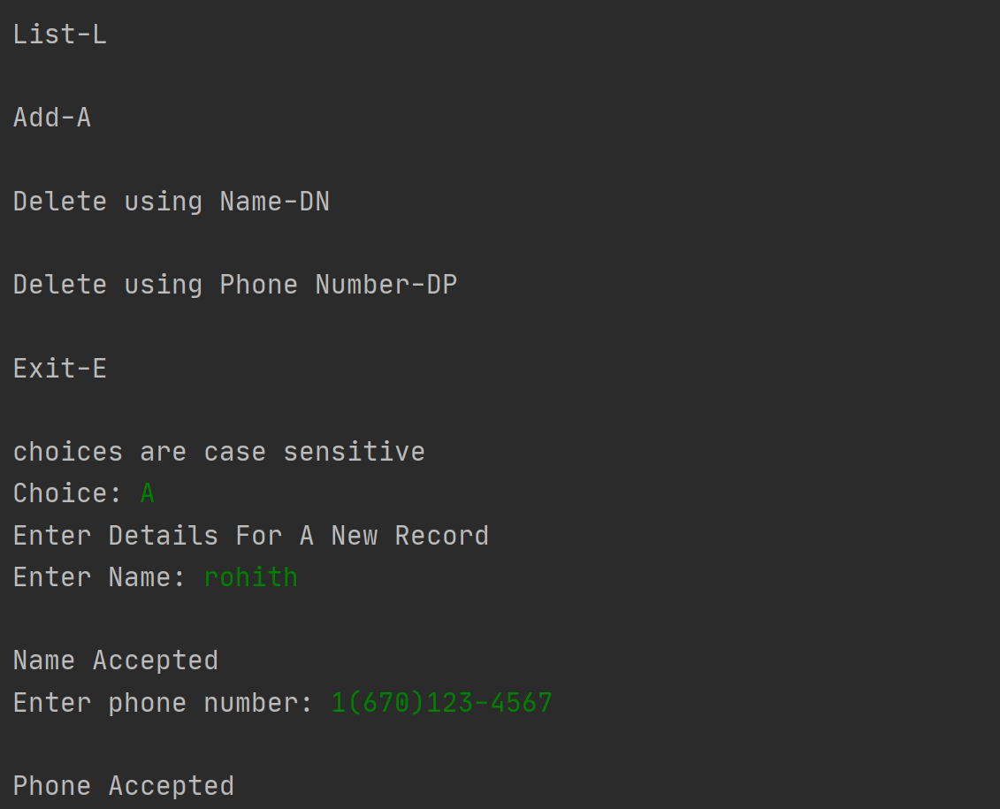 List-L
Add-A
Delete using Name-DN
Delete using Phone Number-DP
Exit-E
choices are case sensitive
Choice: A
Enter Details For A New Record
Enter Name: rohith
Name Accepted
Enter phone number: 1(670)123-4567
Phone Accepted